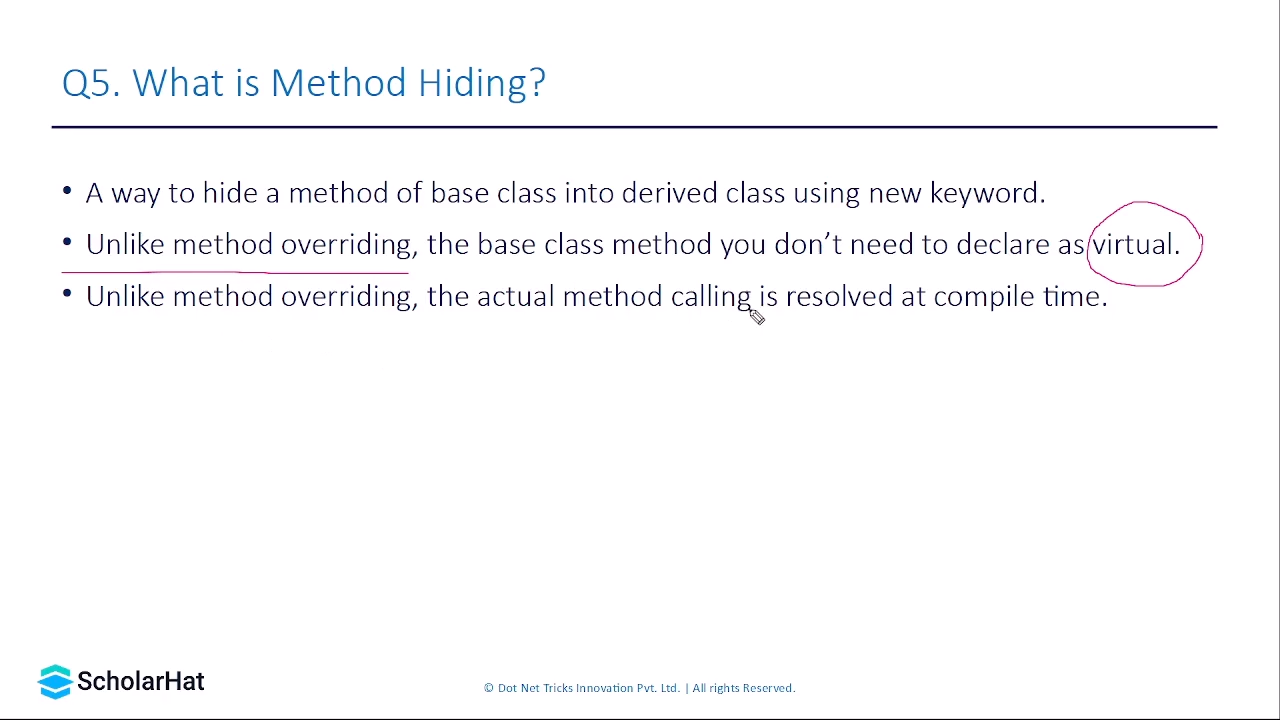 Q5. What is Method Hiding?
• A way to hide a method of base class into derived class using new keyword.
• Unlike method overriding, the base class method you don’t need to declare as virtual.
• Unlike method overriding, the actual method calling is resolved at compile time.
ScholarHat
© Dot Net Tricks Innovation Pvt. Ltd. | All rights Reserved.